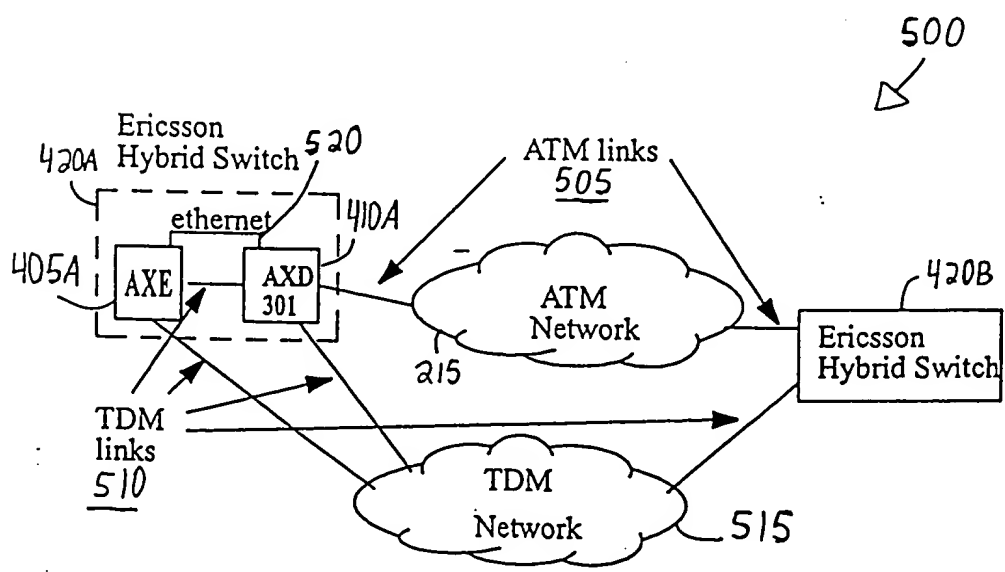 500
Ericsson
Hybrid Switch
420A
520
ATM links
505
ethernet
410A
405A
AXE
AXD
301
ATM
Network
215
420B
Ericsson
Hybrid Switch
TDM
links
510
TDM
Network
515